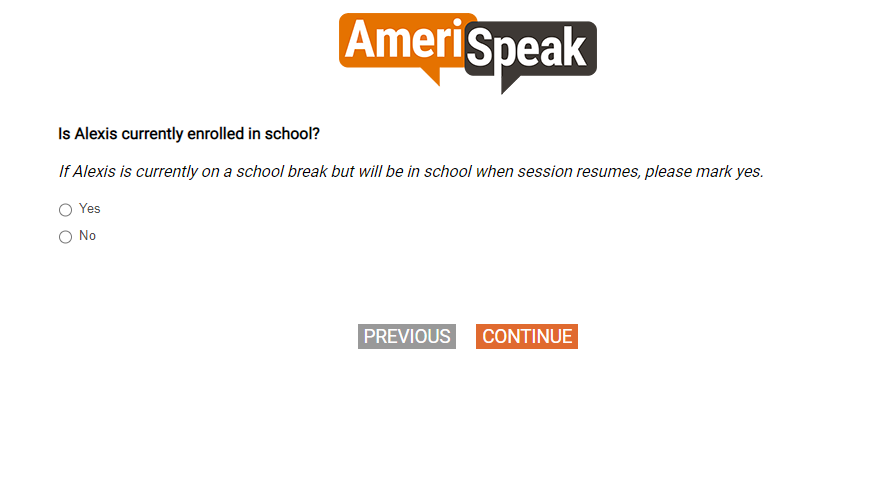 AmeriSpeak
Is Alexis currently enrolled in school?
If Alexis is currently on a school break but will be in school when session resumes, please mark yes.
Yes
No
PREVIOUS CONTINUE